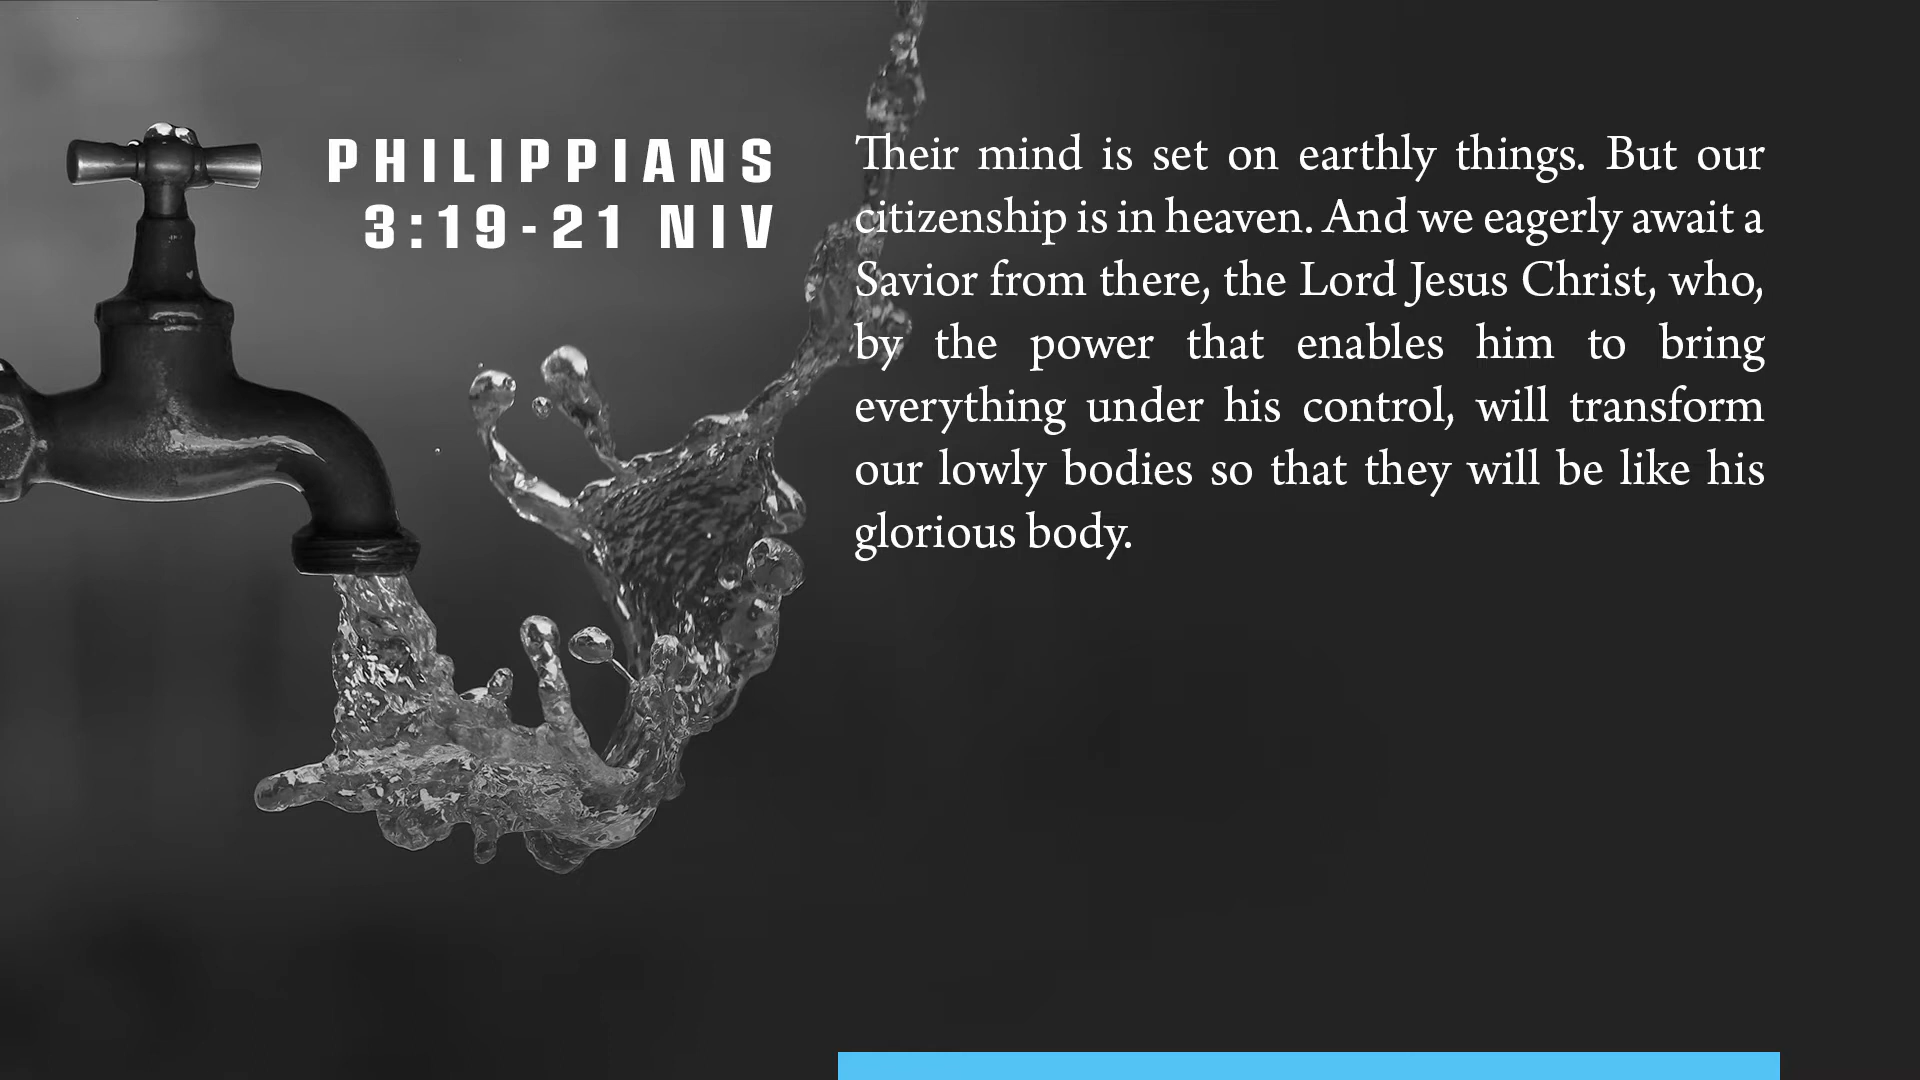 PHILIPPIANS
3:19-21 NIV
Their mind is set on earthly things. But our
citizenship is in heaven. And we eagerly await a
Savior from there, the Lord Jesus Christ, who,
by the power that enables him to bring
everything under his control, will transform
our lowly bodies so that they will be like his
glorious body.